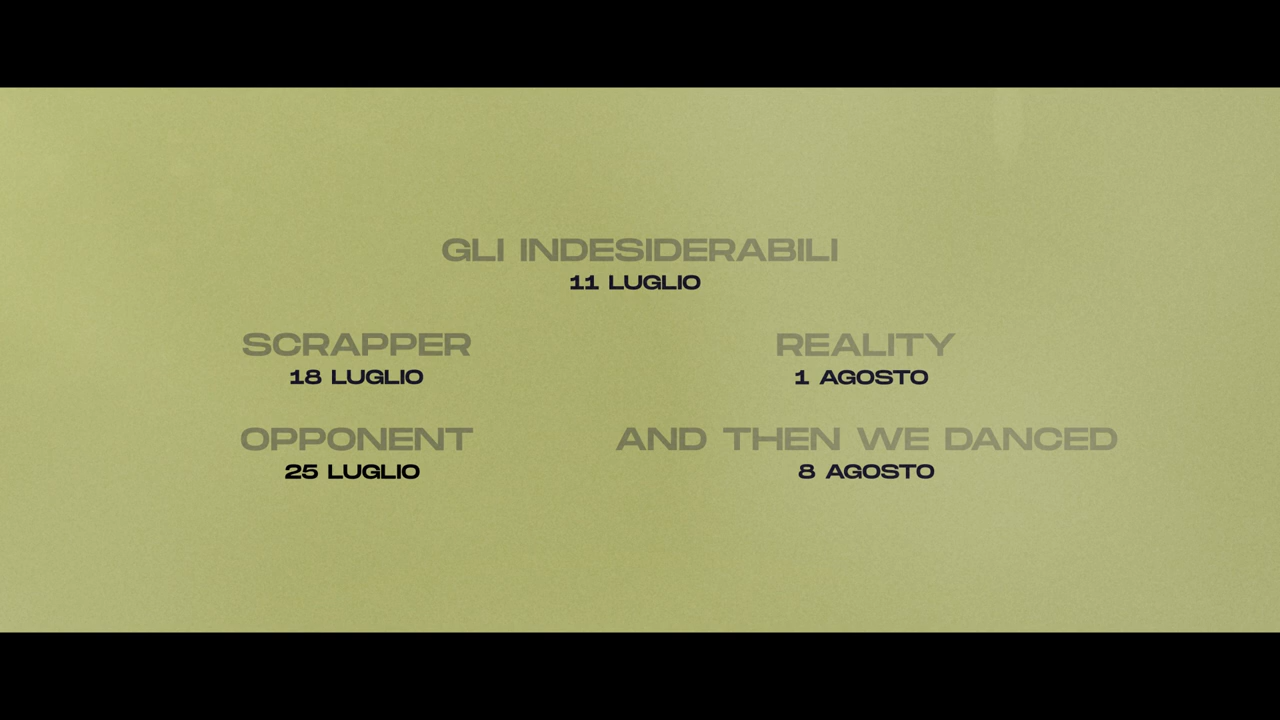 GLI INDESIDERABILI
11 LUGLIO
SCRAPPER
18 LUGLIO
REALITY
1 AGOSTO
OPPONENT
25 LUGLIO
AND THEN WE DANCED
8 AGOSTO